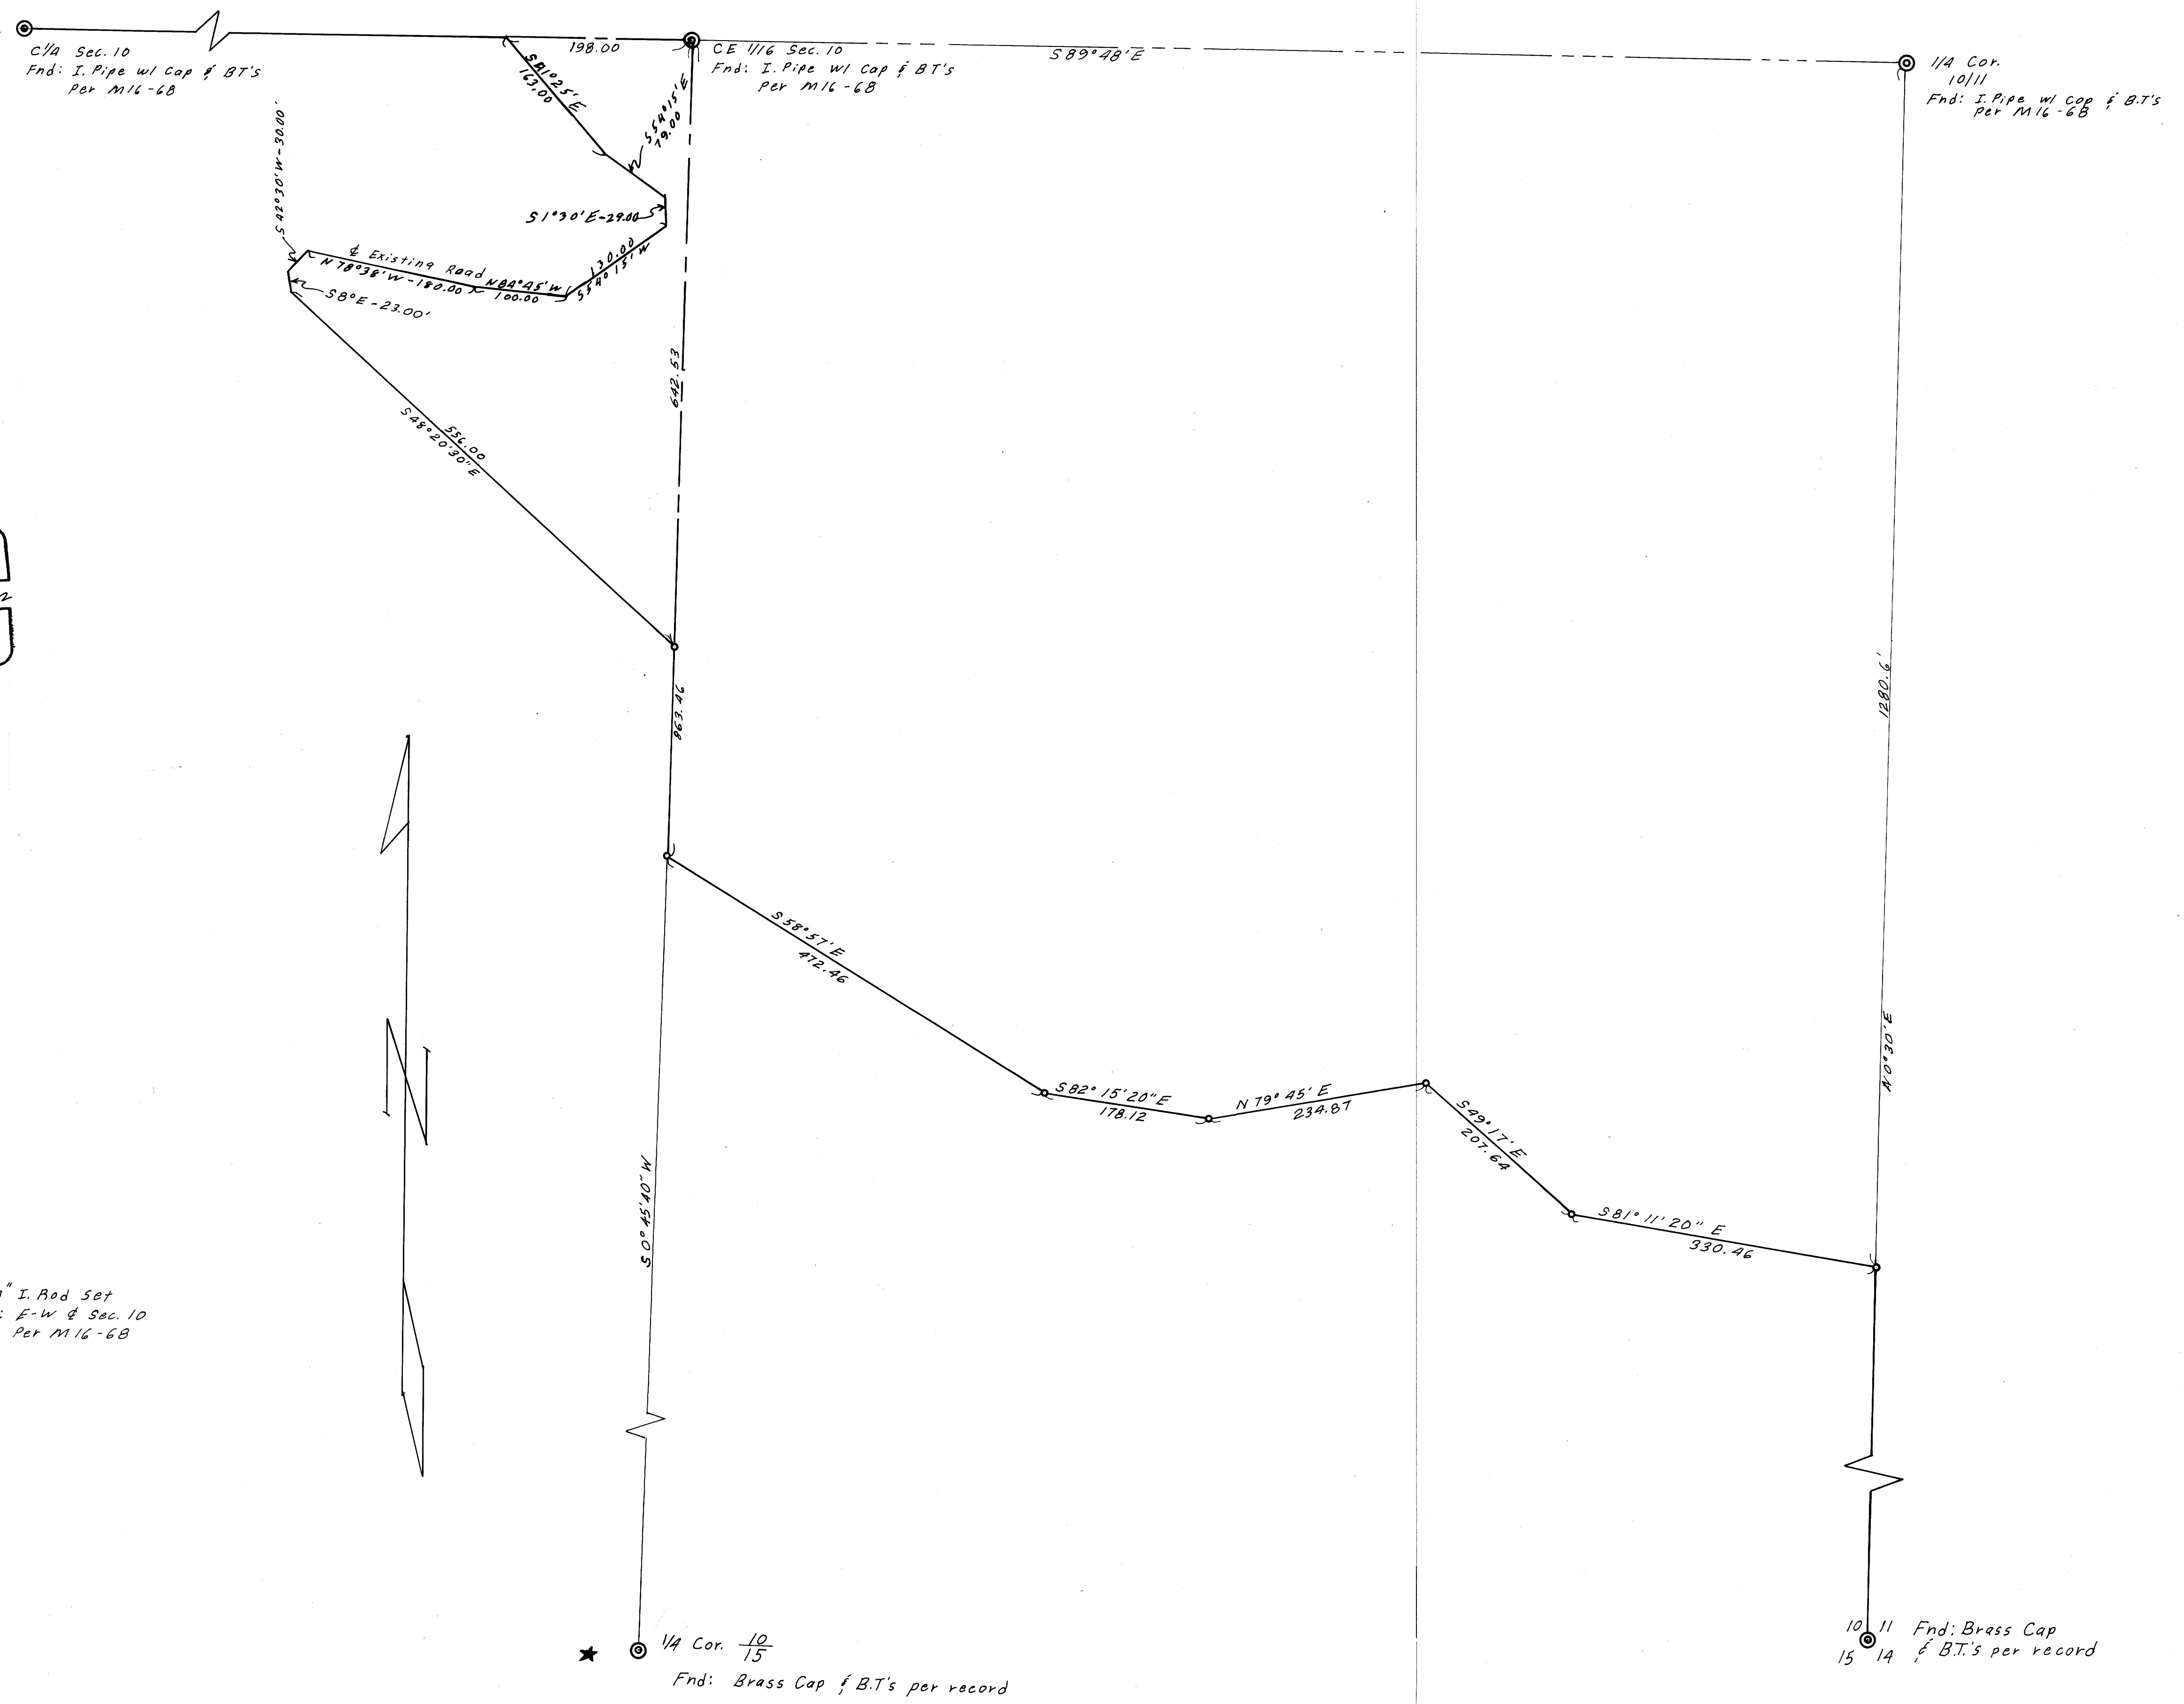 C 1/4 Sec. 10
Fnd: I. Pipe w/ Cap & BT's
Per M16-68
198.00
CE 1/16 Sec. 10
Fnd: I. Pipe w/ Cap & BT's
Per M16-68
S89°48'E
1/4 Cor.
10/11
Fnd: I. Pipe w/ Cap & B.T's
Per M16-68
S41°25'E
163.00
S54°15'E
79.00
S1°30'E-29.00
130.00
S54°15'W
S42°30'W-30.00'
℄ Existing Road
N78°38'W-180.00
N84°45'W
100.00
S8°E-23.00'
642.53
556.00
S48°20'30"E
863.46
1280.6'
N0°30'E
S58°57'E
472.46
S82°15'20"E
178.12
N79°45'E
234.87
S49°17'E
207.64
S81°11'20"E
330.46
S0°45'40"W
N
" I. Rod Set
: E-W ℄ Sec. 10
Per M16-68
1/4 Cor. 10
15
Fnd: Brass Cap & B.T's per record
10 11
15 14
Fnd: Brass Cap
& B.T.'s per record